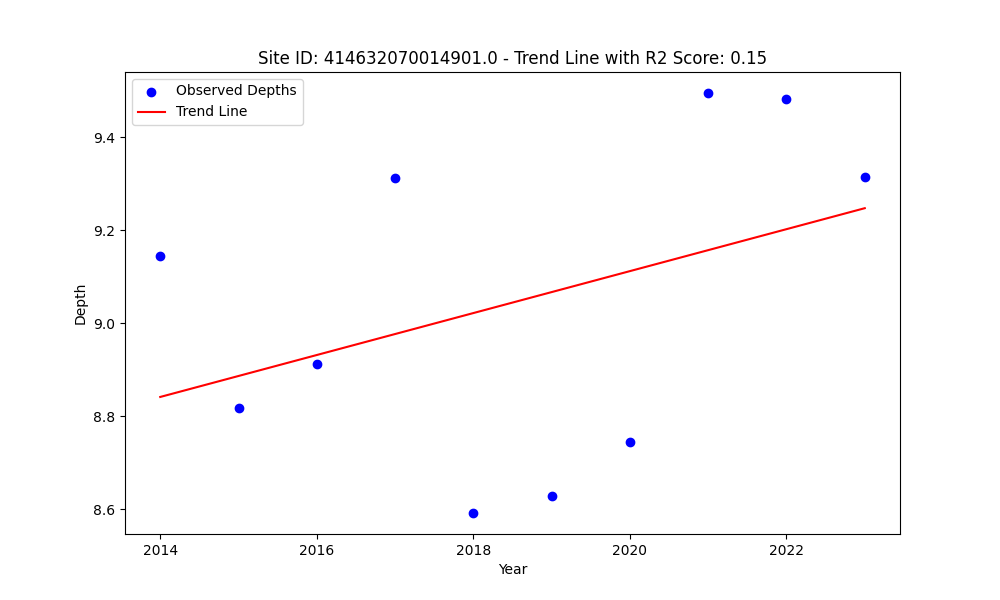 Site ID: 414632070014901.0 - Trend Line with R2 Score: 0.15
Observed Depths
Trend Line
9.4
9.2
9.0
8.8
8.6
Depth
2014
2016
2018
2020
2022
Year